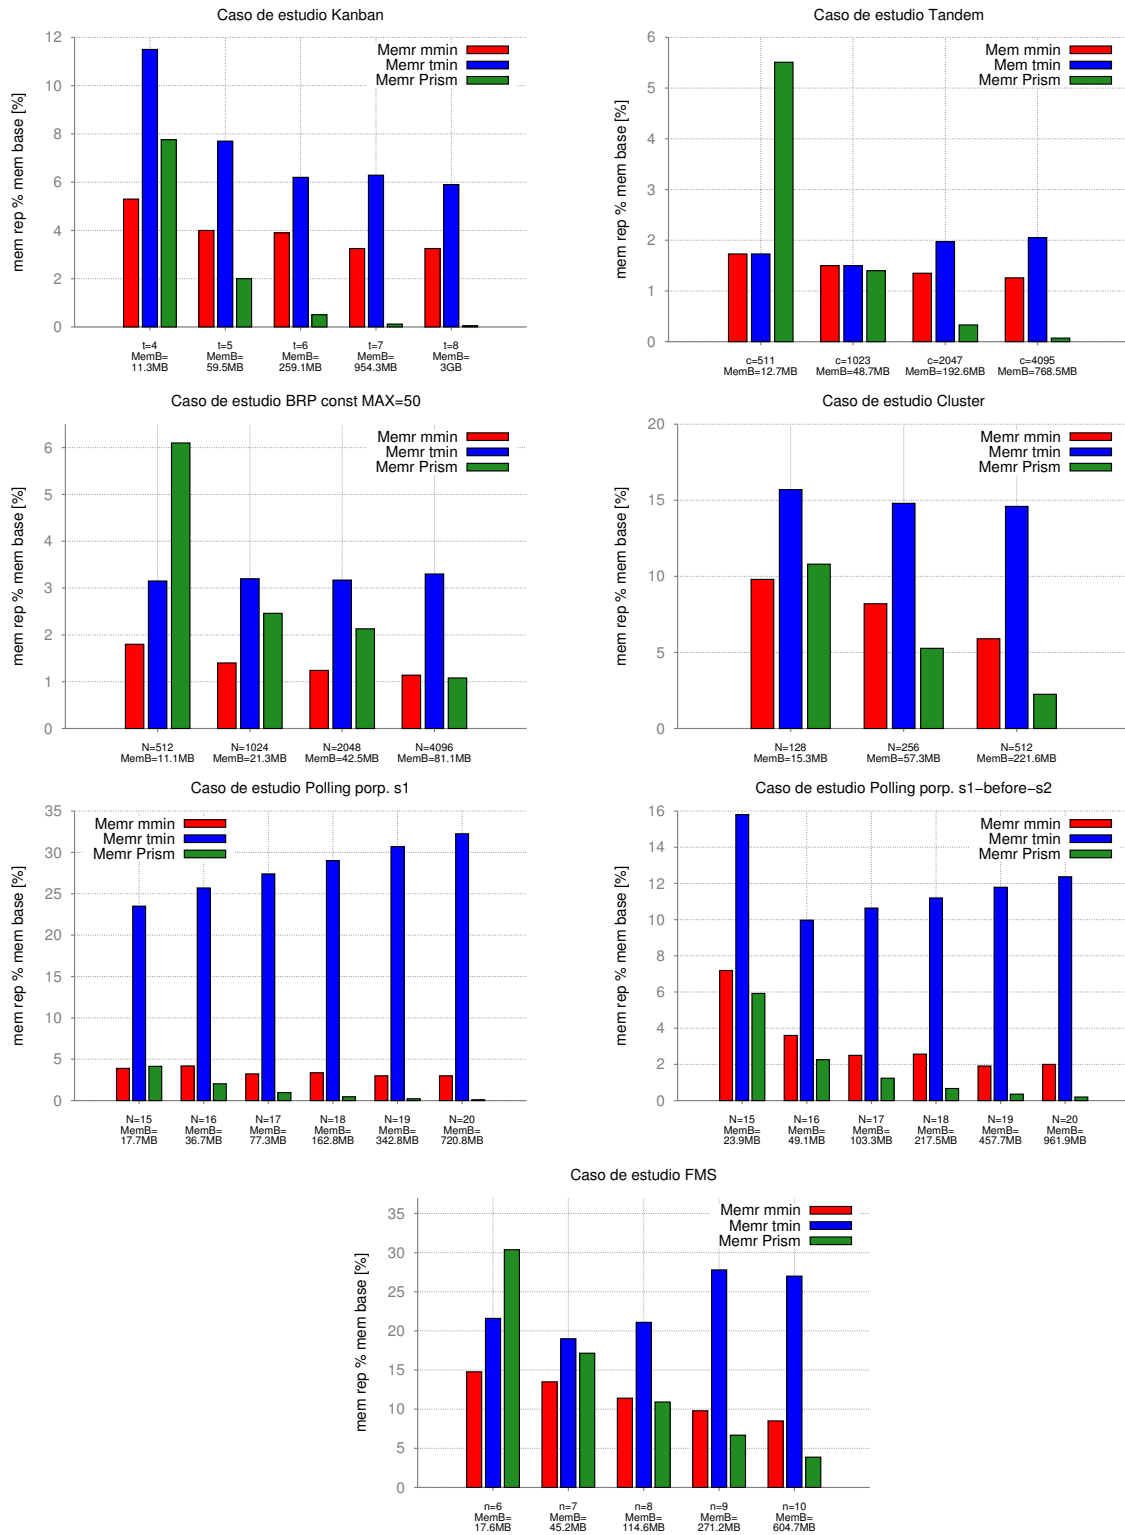 Caso de estudio Kanban
mem rep % mem base [%]
12
10
8
6
4
2
0
Memr mmin
Memr tmin
Memr Prism
t=4 t=5 t=6 t=7 t=8
MemB= MemB= MemB= MemB= MemB=
11.3MB 59.5MB 259.1MB 954.3MB 3GB
Caso de estudio Tandem
mem rep % mem base [%]
6
5
4
3
2
1
0
Mem mmin
Mem tmin
Memr Prism
c=511 c=1023 c=2047 c=4095
MemB=12.7MB MemB=48.7MB MemB=192.6MB MemB=768.5MB
Caso de estudio BRP const MAX=50
mem rep % mem base [%]
6
5
4
3
2
1
0
Memr mmin
Memr tmin
Memr Prism
N=512 N=1024 N=2048 N=4096
MemB=11.1MB MemB=21.3MB MemB=42.5MB MemB=81.1MB
Caso de estudio Cluster
mem rep % mem base [%]
20
15
10
5
0
Memr mmin
Memr tmin
Memr Prism
N=128 N=256 N=512
MemB=15.3MB MemB=57.3MB MemB=221.6MB
Caso de estudio Polling porp. s1
mem rep % mem base [%]
35
30
25
20
15
10
5
0
Memr mmin
Memr tmin
Memr Prism
N=15 N=16 N=17 N=18 N=19 N=20
MemB= MemB= MemB= MemB= MemB= MemB=
17.7MB 36.7MB 77.3MB 162.8MB 342.8MB 720.8MB
Caso de estudio Polling porp. s1−before−s2
mem rep % mem base [%]
16
14
12
10
8
6
4
2
0
Memr mmin
Memr tmin
Memr Prism
N=15 N=16 N=17 N=18 N=19 N=20
MemB= MemB= MemB= MemB= MemB= MemB=
23.9MB 49.1MB 103.3MB 217.5MB 457.7MB 961.9MB
Caso de estudio FMS
mem rep % mem base [%]
35
30
25
20
15
10
5
0
Memr mmin
Memr tmin
Memr Prism
n=6 n=7 n=8 n=9 n=10
MemB= MemB= MemB= MemB= MemB=
17.6MB 45.2MB 114.6MB 271.2MB 604.7MB